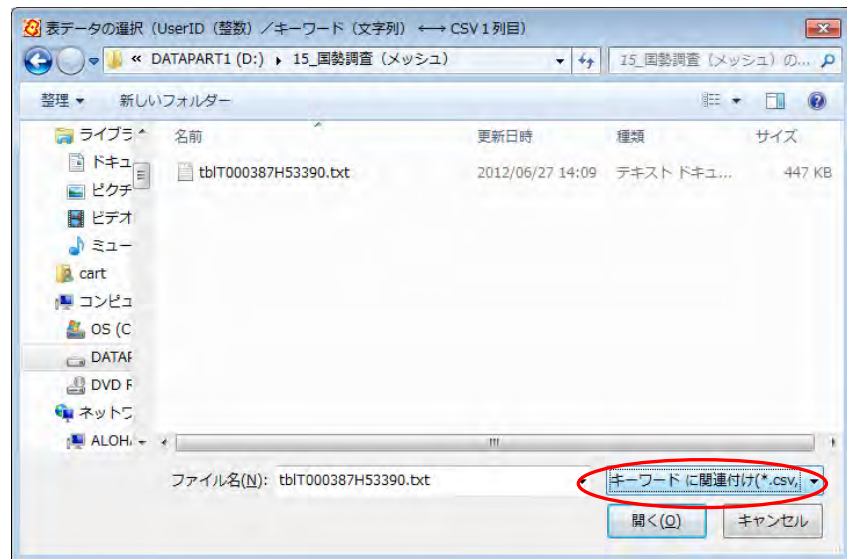 表データの選択（UserID（整数）／キーワード（文字列） ⟷ CSV１列目）
« DATAPART1 (D:) ▸ 15_国勢調査（メッシュ）
15_国勢調査（メッシュ）の...
整理 ▼ 新しいフォルダー
名前 更新日時 種類 サイズ
tblT000387H53390.txt 2012/06/27 14:09 テキスト ドキュ... 447 KB
ライブラ
ドキュ
ピクチ
ビデオ
ミュー
cart
コンピュ
OS (C
DATAF
DVD F
ネットワ
ALOH
ファイル名(N): tblT000387H53390.txt
キーワード に関連付け(*.csv,
開く(O) キャンセル